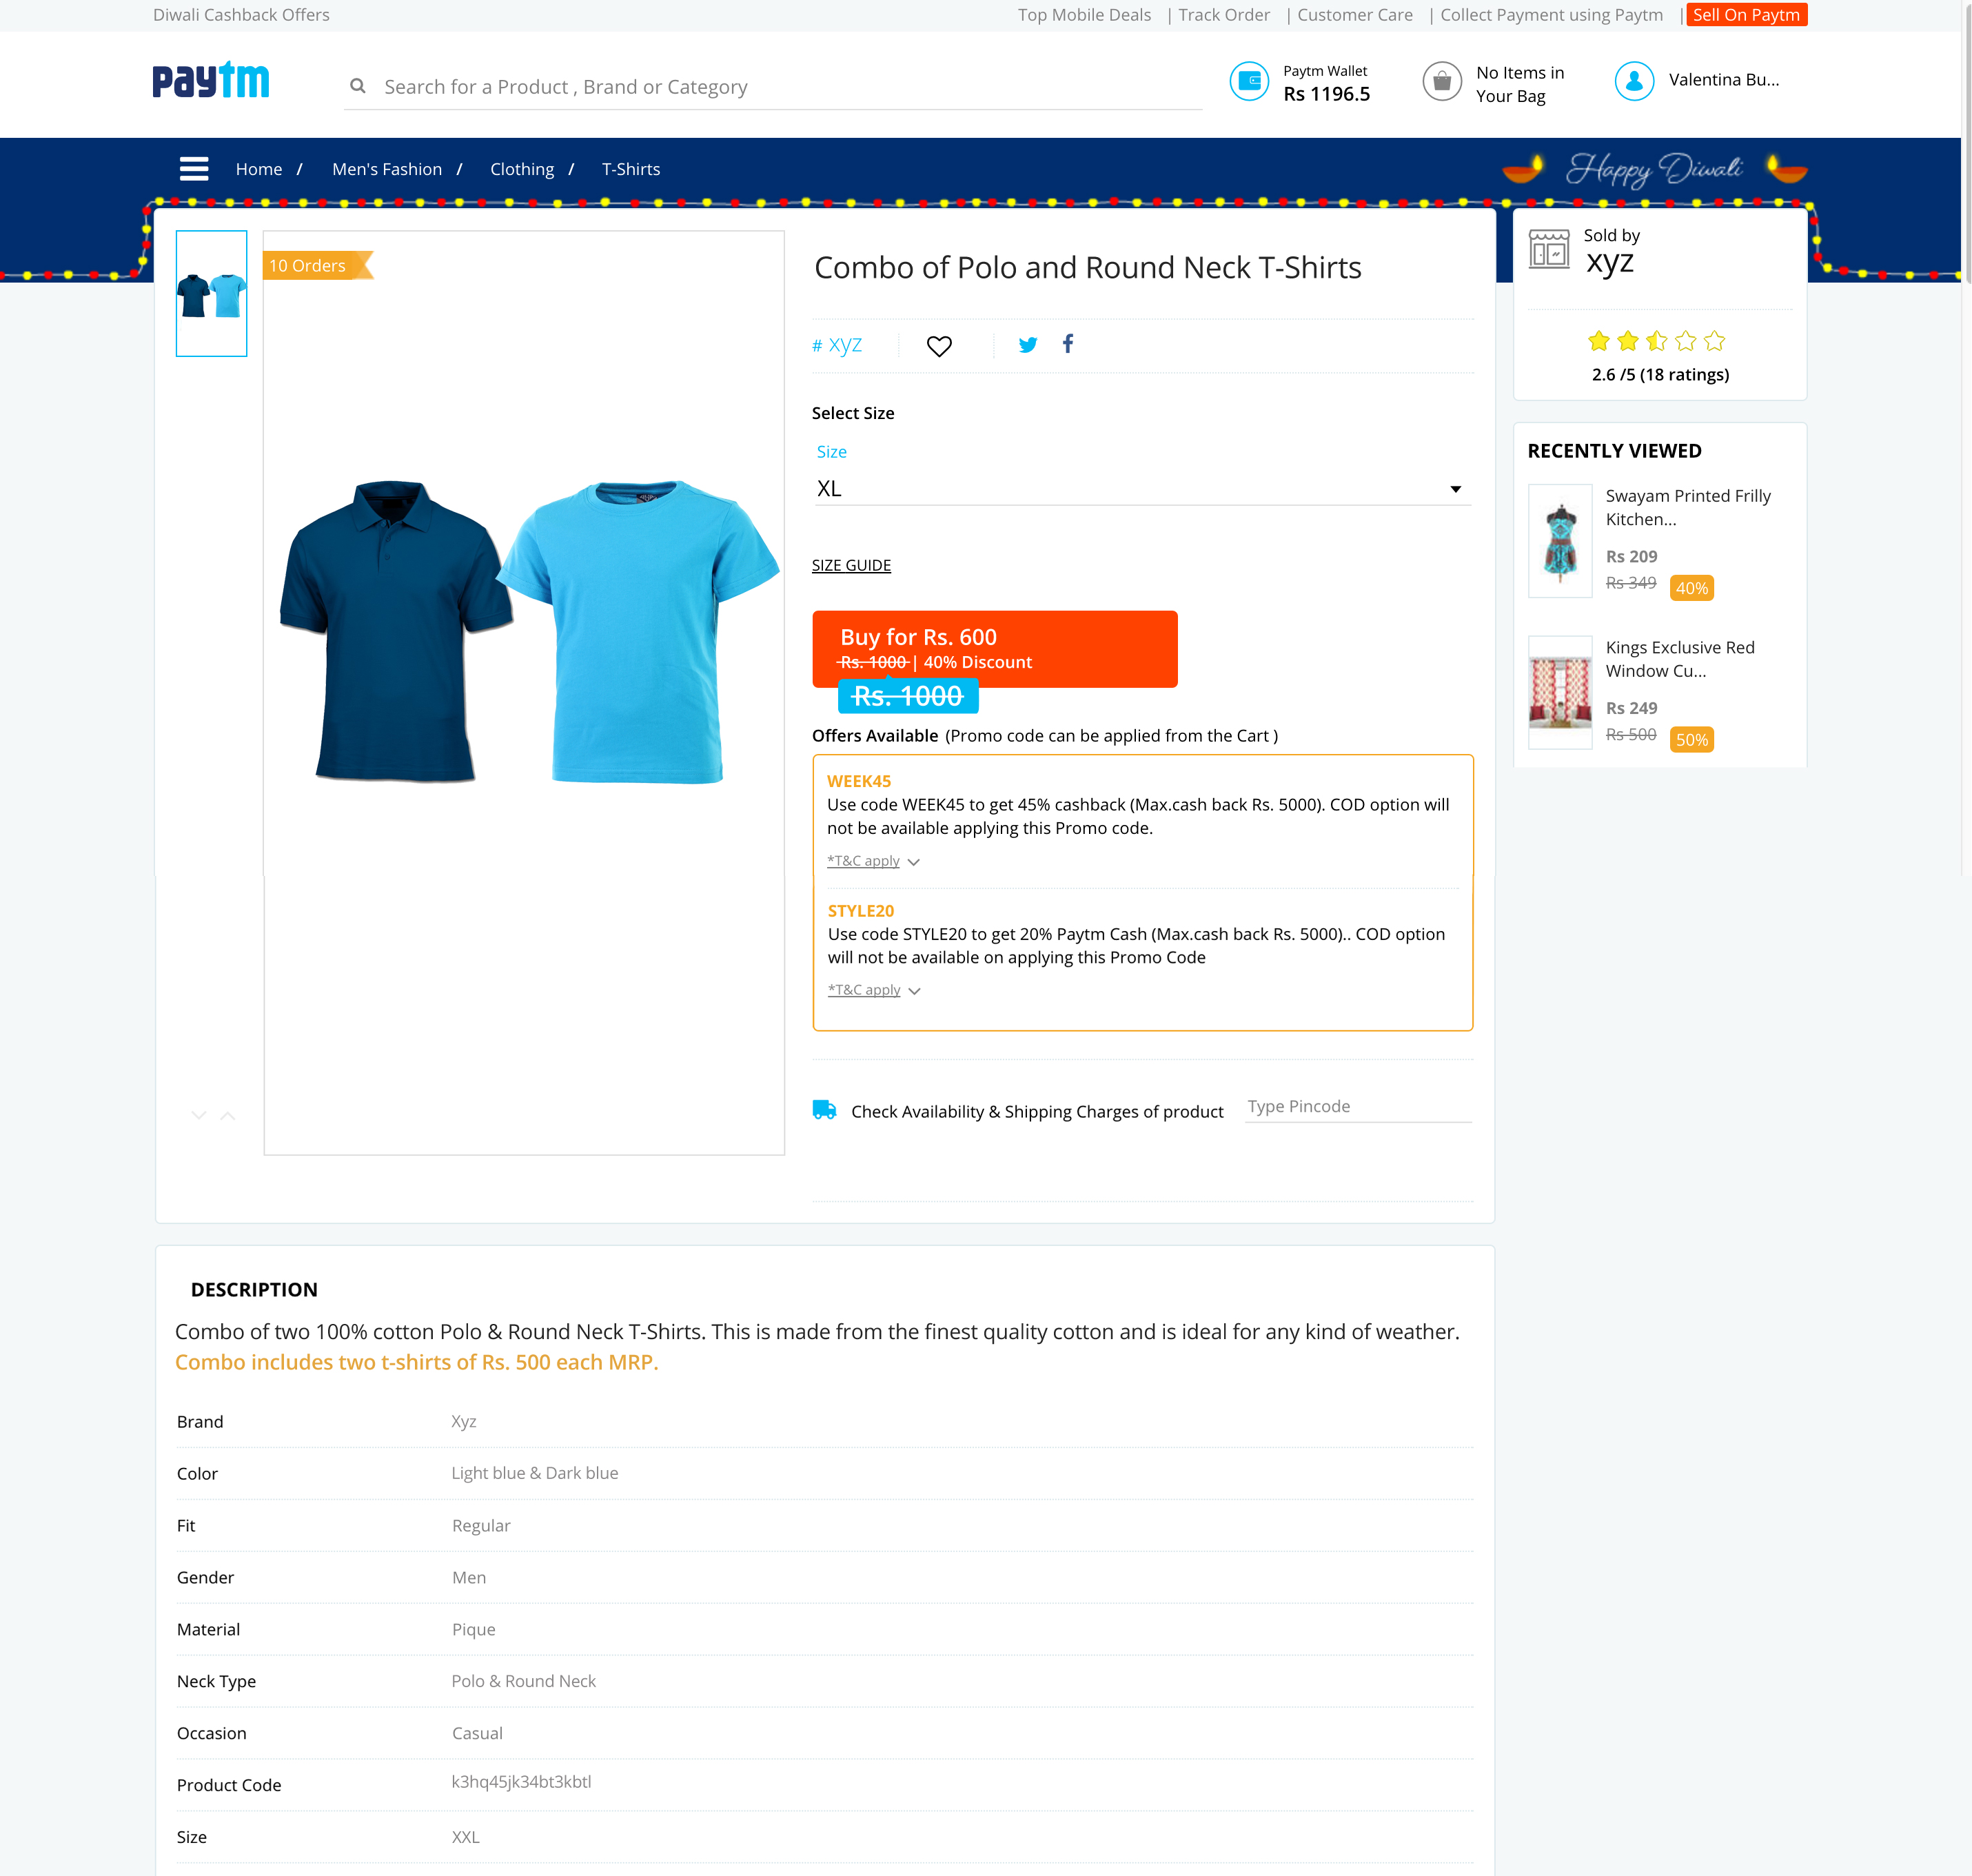 Diwali Cashback Offers
Top Mobile Deals | Track Order | Customer Care | Collect Payment using Paytm | Sell On Paytm
paytm
Search for a Product , Brand or Category
Paytm Wallet
Rs 1196.5
No Items in
Your Bag
Valentina Bu...
Home / Men's Fashion / Clothing / T-Shirts
Happy Diwali
10 Orders
Combo of Polo and Round Neck T-Shirts
# xyz
Select Size
Size
XL
SIZE GUIDE
Buy for Rs. 600
Rs. 1000 | 40% Discount
Rs. 1000
Offers Available (Promo code can be applied from the Cart )
WEEK45
Use code WEEK45 to get 45% cashback (Max.cash back Rs. 5000). COD option will
not be available applying this Promo code.
*T&C apply
STYLE20
Use code STYLE20 to get 20% Paytm Cash (Max.cash back Rs. 5000).. COD option
will not be available on applying this Promo Code
*T&C apply
Check Availability & Shipping Charges of product
Type Pincode
Sold by
xyz
2.6 /5 (18 ratings)
RECENTLY VIEWED
Swayam Printed Frilly
Kitchen...
Rs 209
Rs 349 40%
Kings Exclusive Red
Window Cu...
Rs 249
Rs 500 50%
DESCRIPTION
Combo of two 100% cotton Polo & Round Neck T-Shirts. This is made from the finest quality cotton and is ideal for any kind of weather.
Combo includes two t-shirts of Rs. 500 each MRP.
Brand Xyz
Color Light blue & Dark blue
Fit Regular
Gender Men
Material Pique
Neck Type Polo & Round Neck
Occasion Casual
Product Code k3hq45jk34bt3kbtl
Size XXL